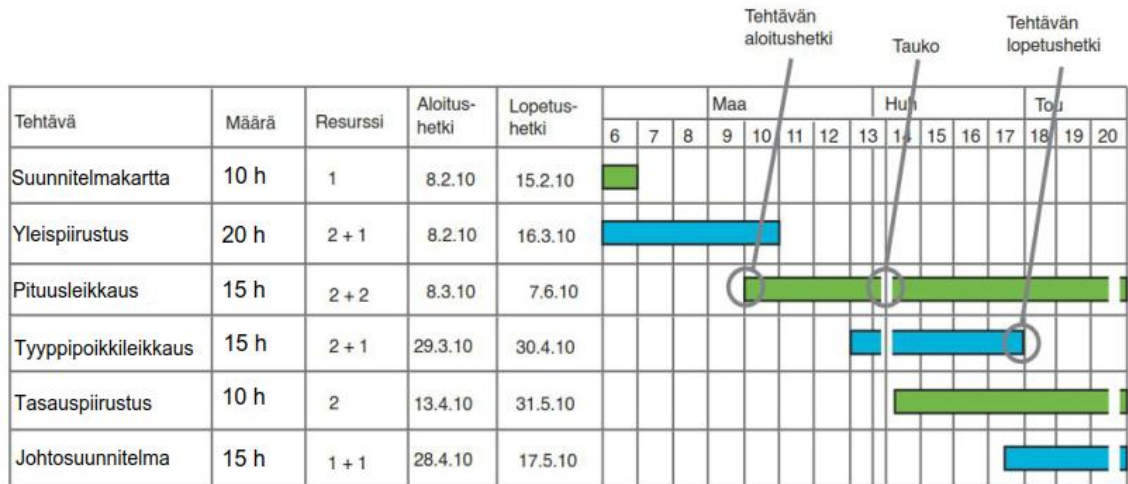 Tehtävän
aloitushetki
Tauko
Tehtävän
lopetushetki
Tehtävä Määrä Resurssi Aloitus-
hetki Lopetus-
hetki Maa Huh Tou
6 7 8 9 10 11 12 13 14 15 16 17 18 19 20
Suunnitelmakartta 10 h 1 8.2.10 15.2.10
Yleispiirustus 20 h 2 + 1 8.2.10 16.3.10
Pituusleikkaus 15 h 2 + 2 8.3.10 7.6.10
Tyyppipoikkileikkaus 15 h 2 + 1 29.3.10 30.4.10
Tasauspiirustus 10 h 2 13.4.10 31.5.10
Johtosuunnitelma 15 h 1 + 1 28.4.10 17.5.10